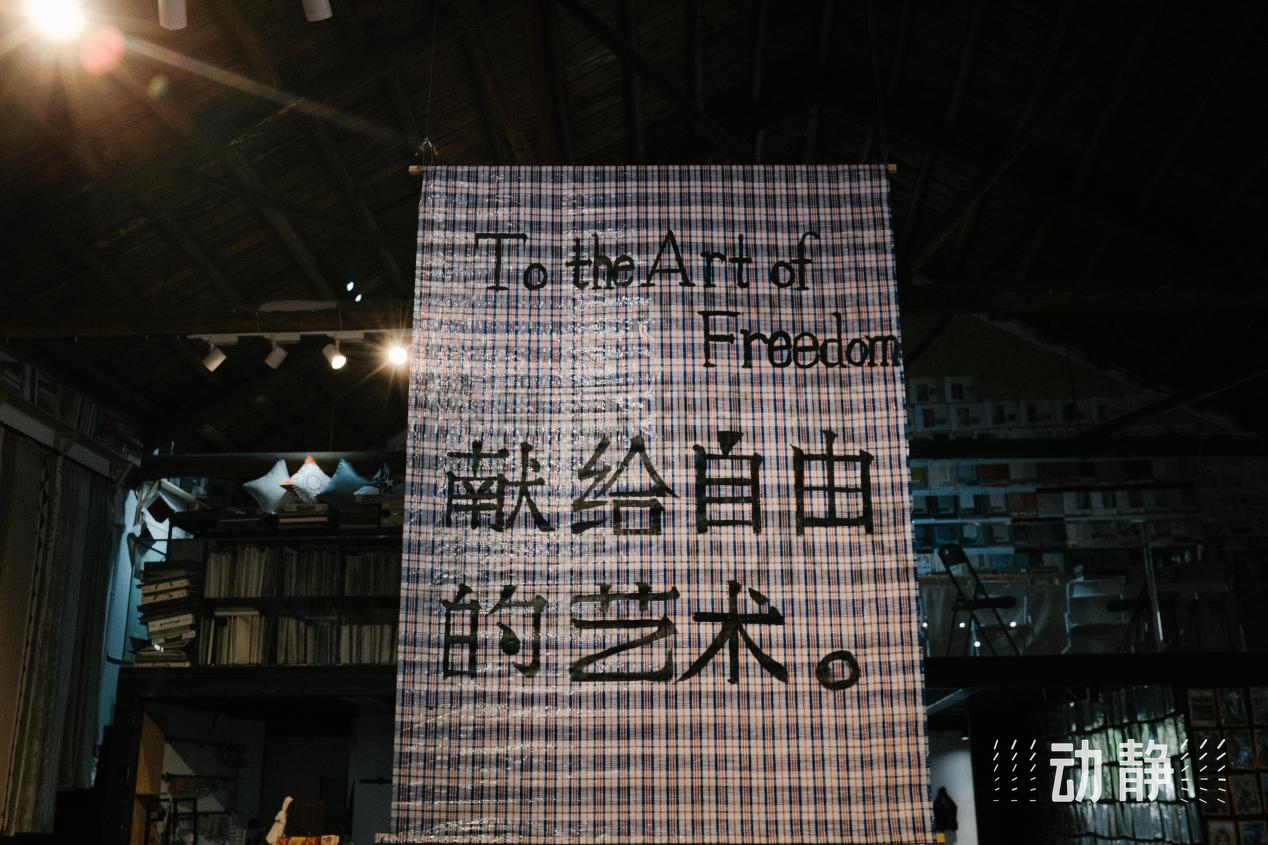 To the Art of
Freedom
献给自由
的艺术。
动静